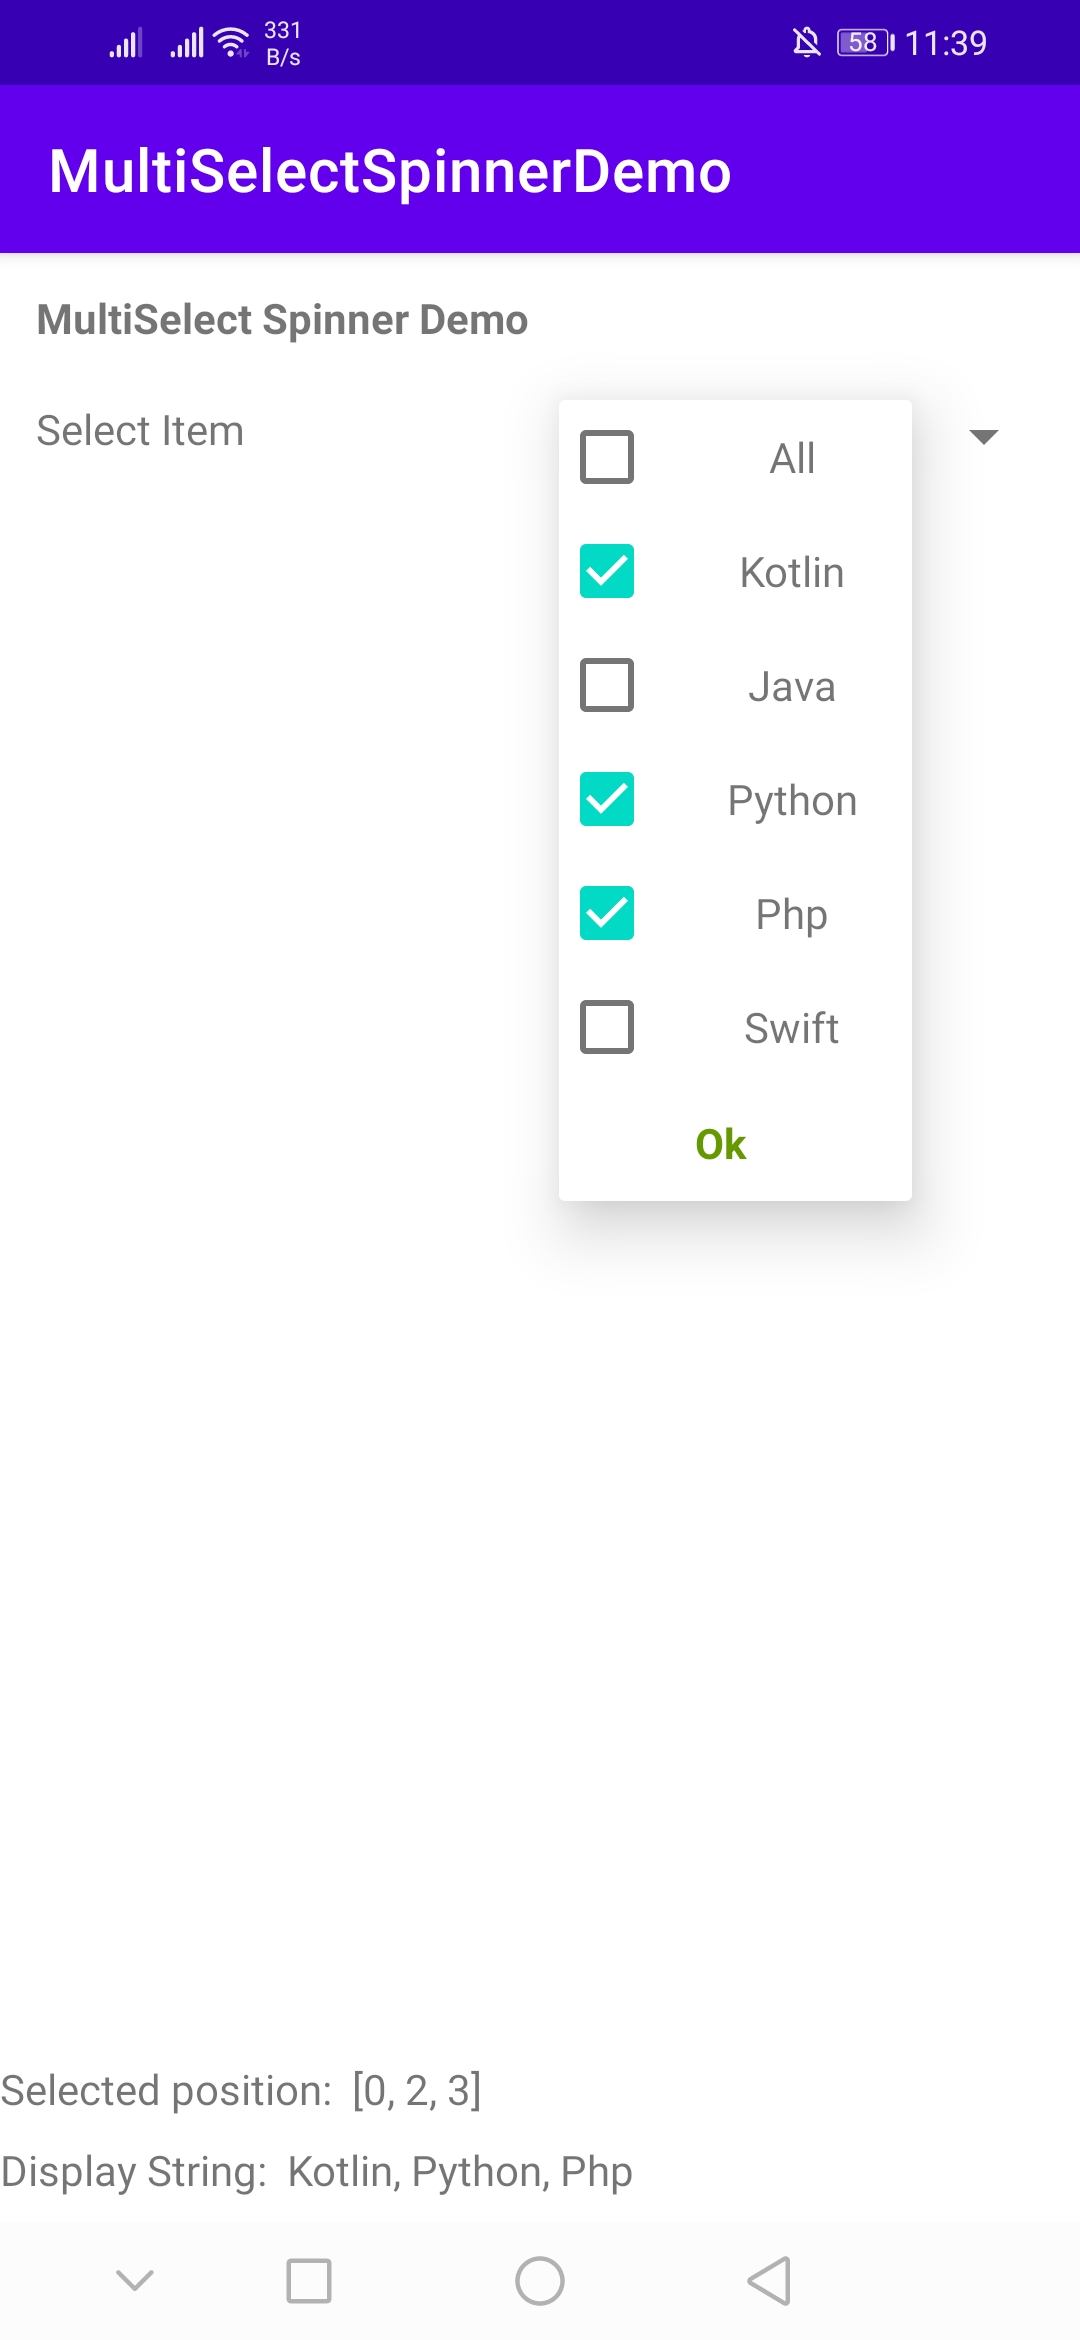 331
B/s
58
11:39
MultiSelectSpinnerDemo
MultiSelect Spinner Demo
Select Item
All
Kotlin
Java
Python
Php
Swift
Ok
Selected position: [0, 2, 3]
Display String: Kotlin, Python, Php